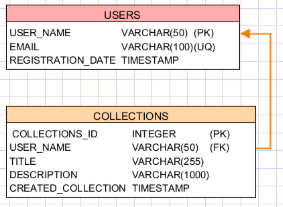 USERS
USER_NAME VARCHAR(50) (PK)
EMAIL VARCHAR(100)(UQ)
REGISTRATION_DATE TIMESTAMP
COLLECTIONS
COLLECTIONS_ID INTEGER (PK)
USER_NAME VARCHAR(50) (FK)
TITLE VARCHAR(255)
DESCRIPTION VARCHAR(1000)
CREATED_COLLECTION TIMESTAMP